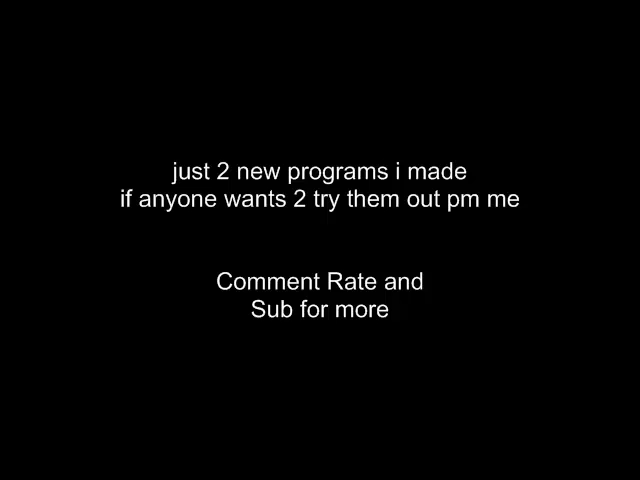 just 2 new programs i made
if anyone wants 2 try them out pm me
Comment Rate and
Sub for more